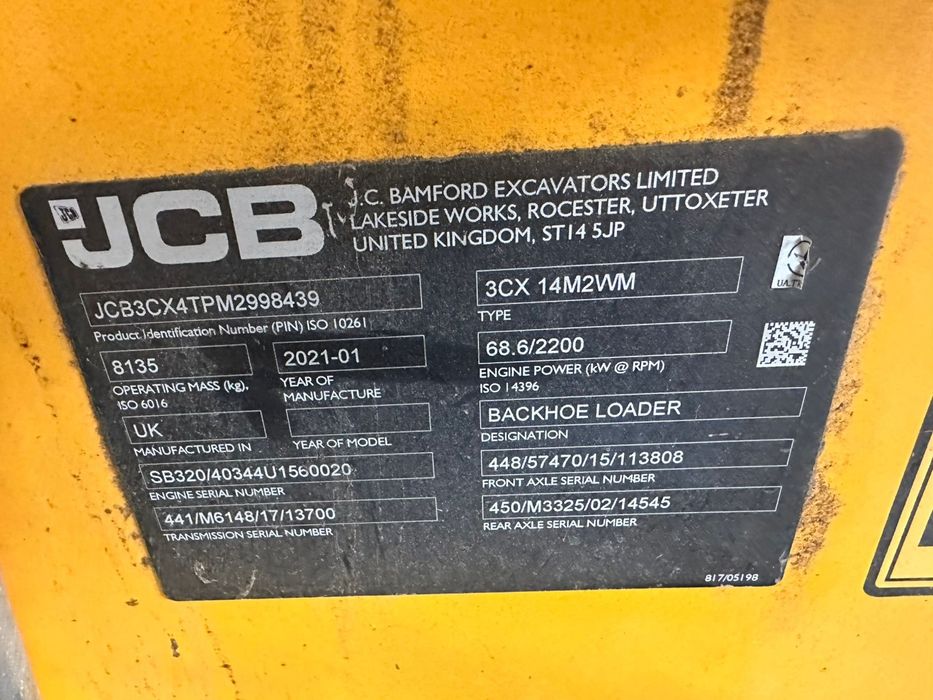 JCB
J.C. BAMFORD EXCAVATORS LIMITED
LAKESIDE WORKS, ROCESTER, UTTOXETER
UNITED KINGDOM, ST14 5JP
JCB3CX4TPM2998439
Product Identification Number (PIN) ISO 10261
3CX 14M2WM
TYPE
8135
OPERATING MASS (kg),
ISO 6016
2021-01
YEAR OF
MANUFACTURE
68.6/2200
ENGINE POWER (kW @ RPM)
ISO 14396
UK
MANUFACTURED IN
YEAR OF MODEL
BACKHOE LOADER
DESIGNATION
SB320/40344U1560020
ENGINE SERIAL NUMBER
448/57470/15/113808
FRONT AXLE SERIAL NUMBER
441/M6148/17/13700
TRANSMISSION SERIAL NUMBER
450/M3325/02/14545
REAR AXLE SERIAL NUMBER
817/05198